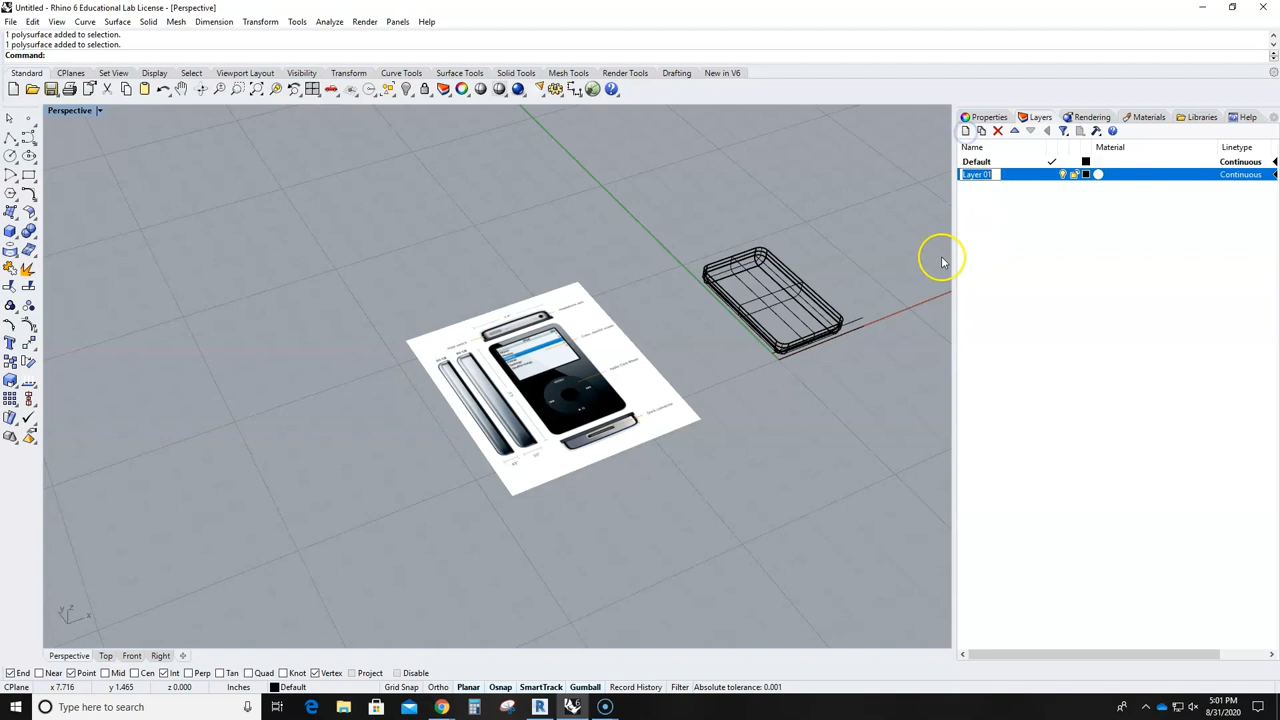 Untitled - Rhino 6 Educational Lab License - [Perspective]
File Edit View Curve Surface Solid Mesh Dimension Transform Tools Analyze Render Panels Help
1 polysurface added to selection.
1 polysurface added to selection.
Command:
Standard CPlanes Set View Display Select Viewport Layout Visibility Transform Curve Tools Surface Tools Solid Tools Mesh Tools Render Tools Drafting New in V6
Perspective
Properties Layers Rendering Materials Libraries Help
Name Material Linetype
Default Continuous
Layer 01 Continuous
z
y
x
Perspective Top Front Right
End Near Point Mid Cen Int Perp Tan Quad Knot Vertex Project Disable
CPlane x 7.716 y 1.465 z 0.000 Inches Default Grid Snap Ortho Planar Osnap SmartTrack Gumball Record History Filter Absolute tolerance: 0.001
Type here to search
5:01 PM
8/31/2020